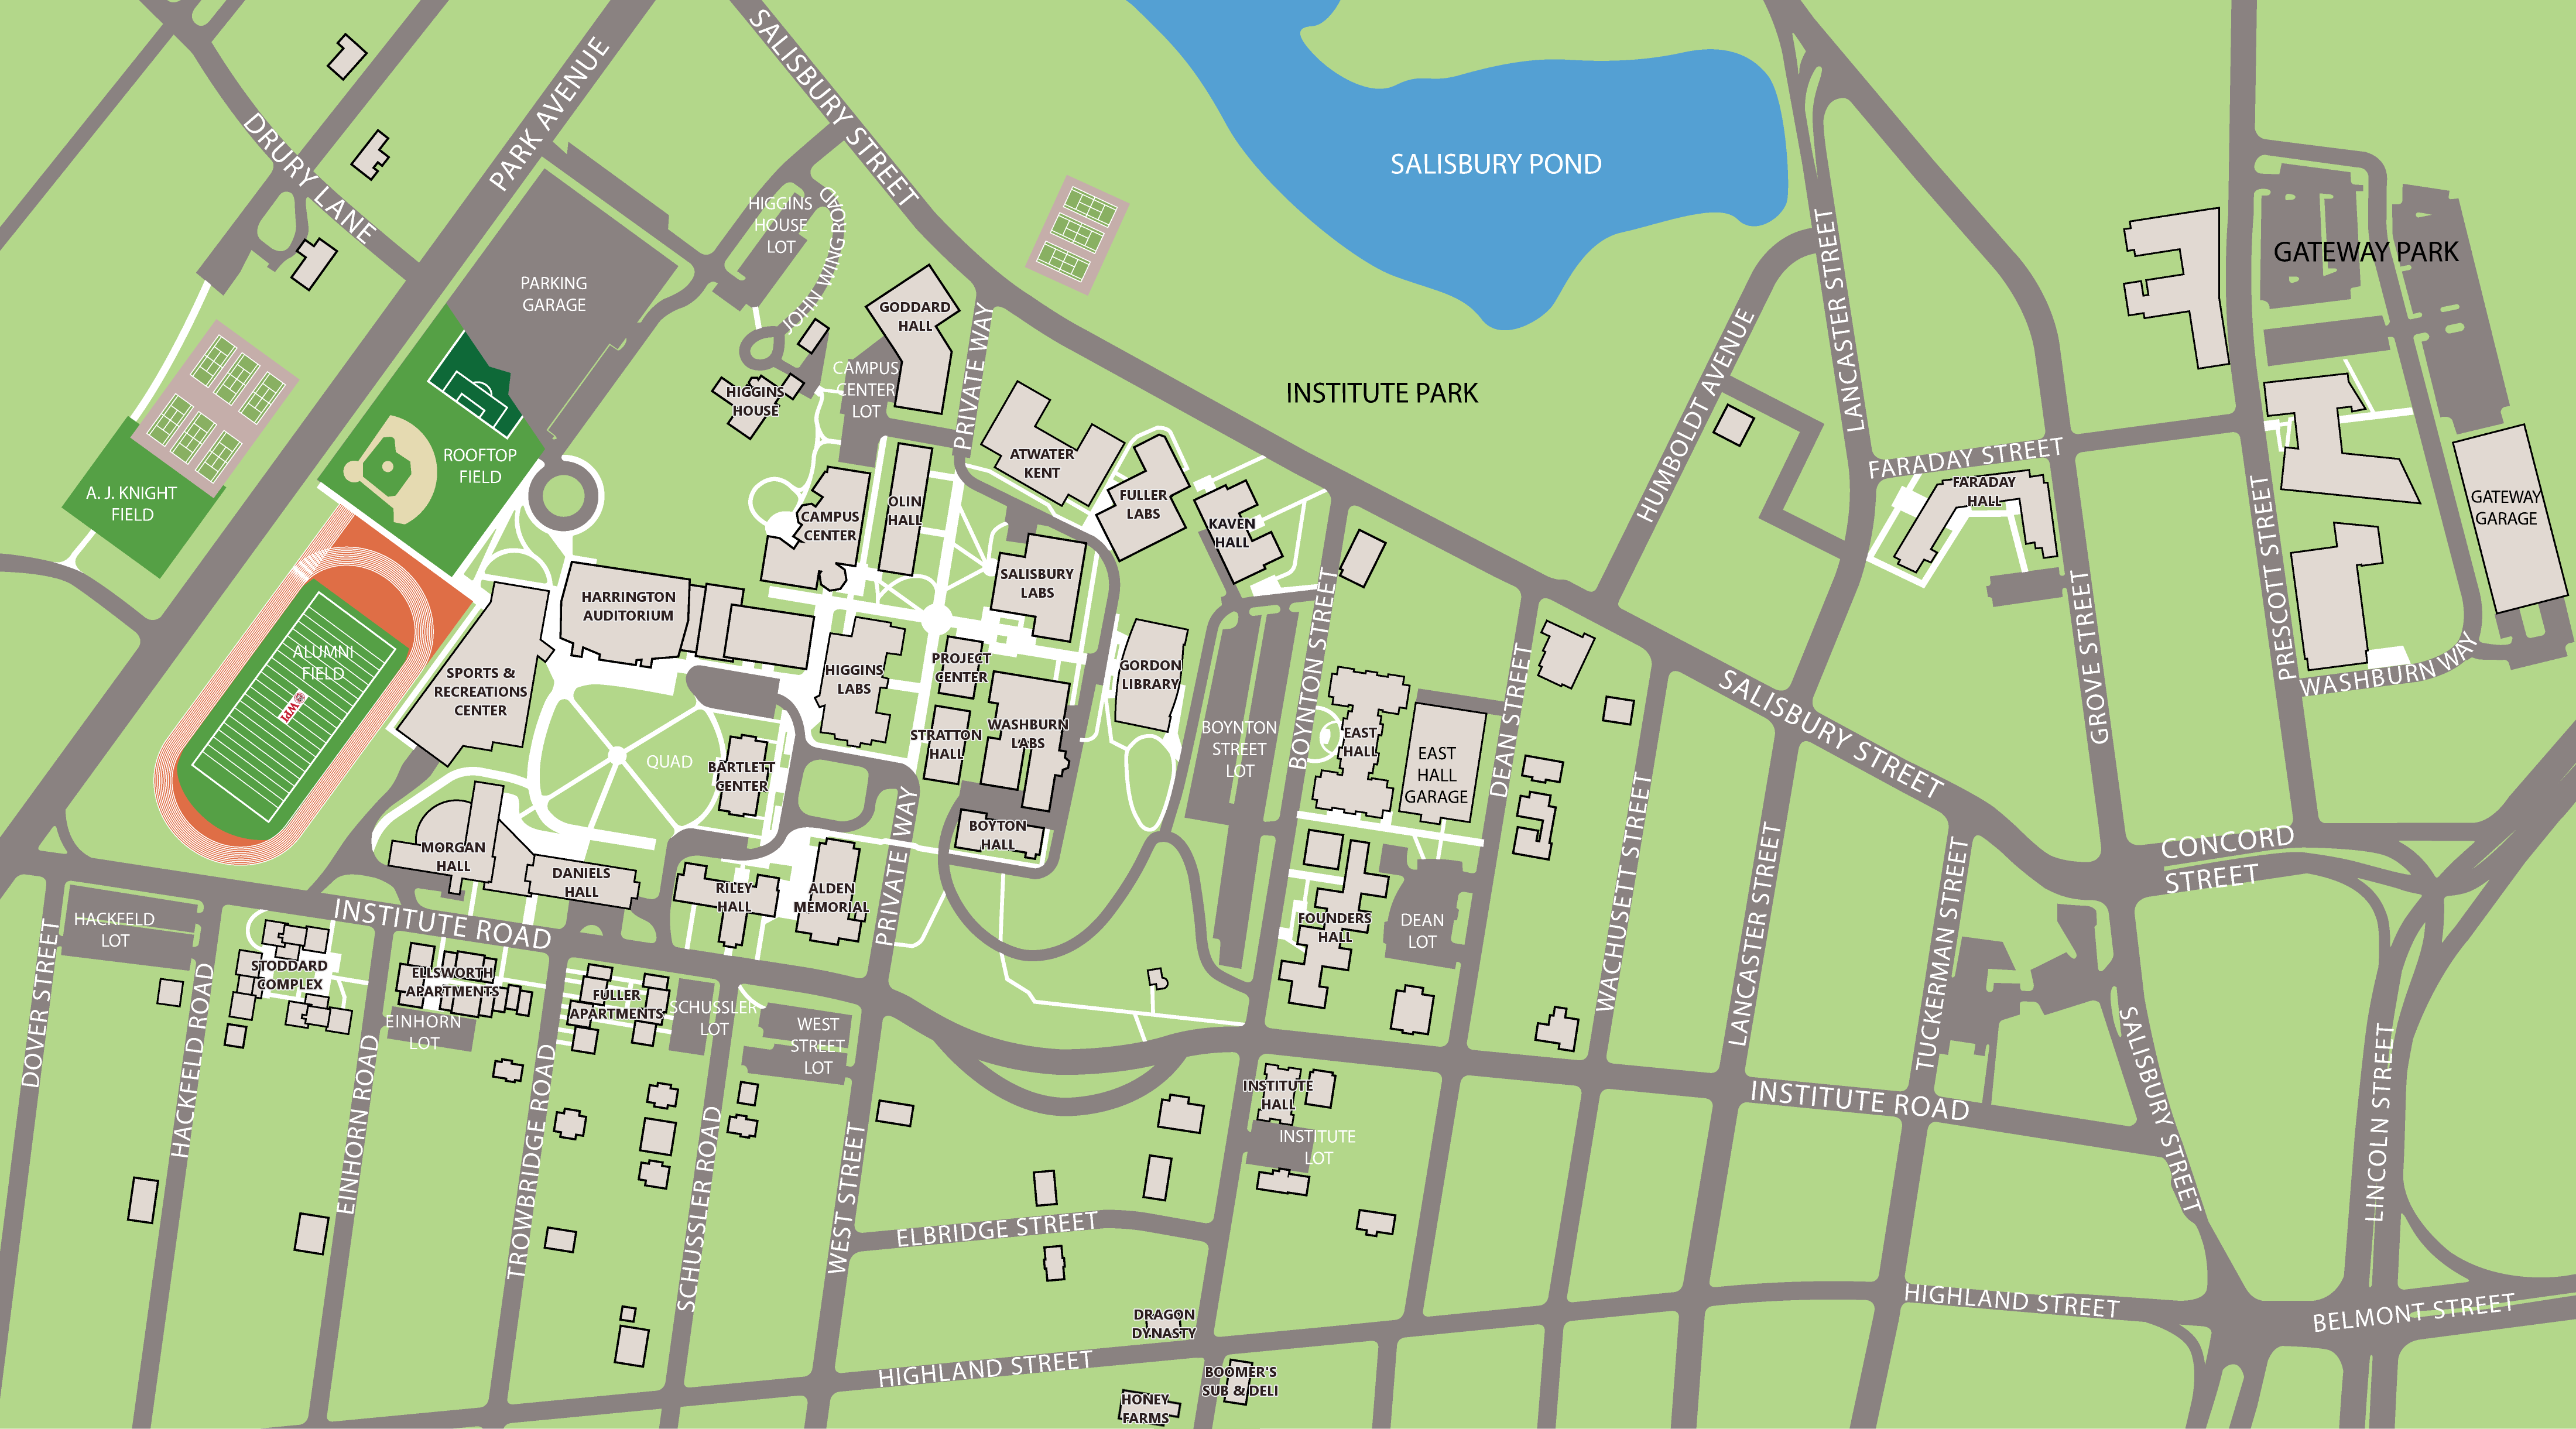 SALISBURY STREET
PARK AVENUE
DRURY LANE
SALISBURY POND
HIGGINS
HOUSE
LOT
JOHN WING ROAD
LANCASTER STREET
GATEWAY PARK
PARKING
GARAGE
GODDARD
HALL
PRIVATE WAY
HUMBOLDT AVENUE
CAMPUS
CENTER
LOT
HIGGINS
HOUSE
INSTITUTE PARK
ROOFTOP
FIELD
A. J. KNIGHT
FIELD
ATWATER
KENT
FULLER
LABS
KAVEN
HALL
OLIN
HALL
CAMPUS
CENTER
FARADAY STREET
FARADAY
HALL
GATEWAY
GARAGE
PRESCOTT STREET
HARRINGTON
AUDITORIUM
SALISBURY
LABS
BOYNTON STREET
GROVE STREET
ALUMNI
FIELD
WPI
SPORTS &
RECREATIONS
CENTER
HIGGINS
LABS
PROJECT
CENTER
GORDON
LIBRARY
DEAN STREET
WASHBURN WAY
SALISBURY STREET
QUAD
BARTLETT
CENTER
STRATTON
HALL
WASHBURN
LABS
BOYNTON
STREET
LOT
EAST
HALL
EAST
HALL
GARAGE
WACHUSETT STREET
LANCASTER STREET
TUCKERMAN STREET
CONCORD
STREET
MORGAN
HALL
DANIELS
HALL
RILEY
HALL
ALDEN
MEMORIAL
PRIVATE WAY
BOYTON
HALL
FOUNDERS
HALL
DEAN
LOT
HACKFELD
LOT
INSTITUTE ROAD
DOVER STREET
HACKFELD ROAD
STODDARD
COMPLEX
ELLSWORTH
APARTMENTS
EINHORN
LOT
FULLER
APARTMENTS
SCHUSSLER
LOT
WEST
STREET
LOT
EINHORN ROAD
TROWBRIDGE ROAD
SCHUSSLER ROAD
WEST STREET
INSTITUTE
HALL
INSTITUTE
LOT
INSTITUTE ROAD
SALISBURY STREET
LINCOLN STREET
ELBRIDGE STREET
DRAGON
DYNASTY
HIGHLAND STREET
BELMONT STREET
HIGHLAND STREET
BOOMER'S
SUB & DELI
HONEY
FARMS